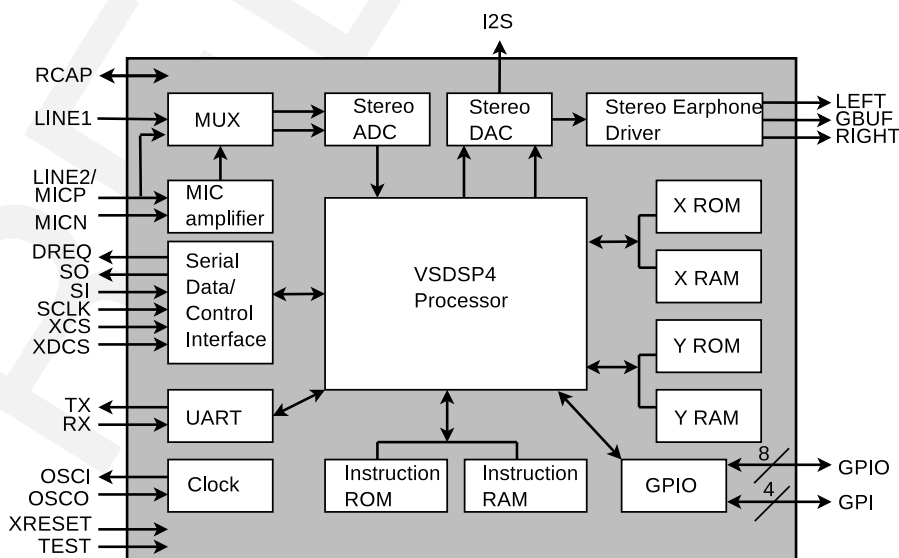 I2S
RCAP
LINE1
LINE2/
MICP
MICN
DREQ
SO
SI
SCLK
XCS
XDCS
TX
RX
OSCI
OSCO
XRESET
TEST
MUX
Stereo
ADC
Stereo
DAC
Stereo Earphone
Driver
LEFT
GBUF
RIGHT
MIC
amplifier
Serial
Data/
Control
Interface
VSDSP4
Processor
X ROM
X RAM
Y ROM
Y RAM
UART
Clock
Instruction
ROM
Instruction
RAM
GPIO
8
GPIO
4
GPI